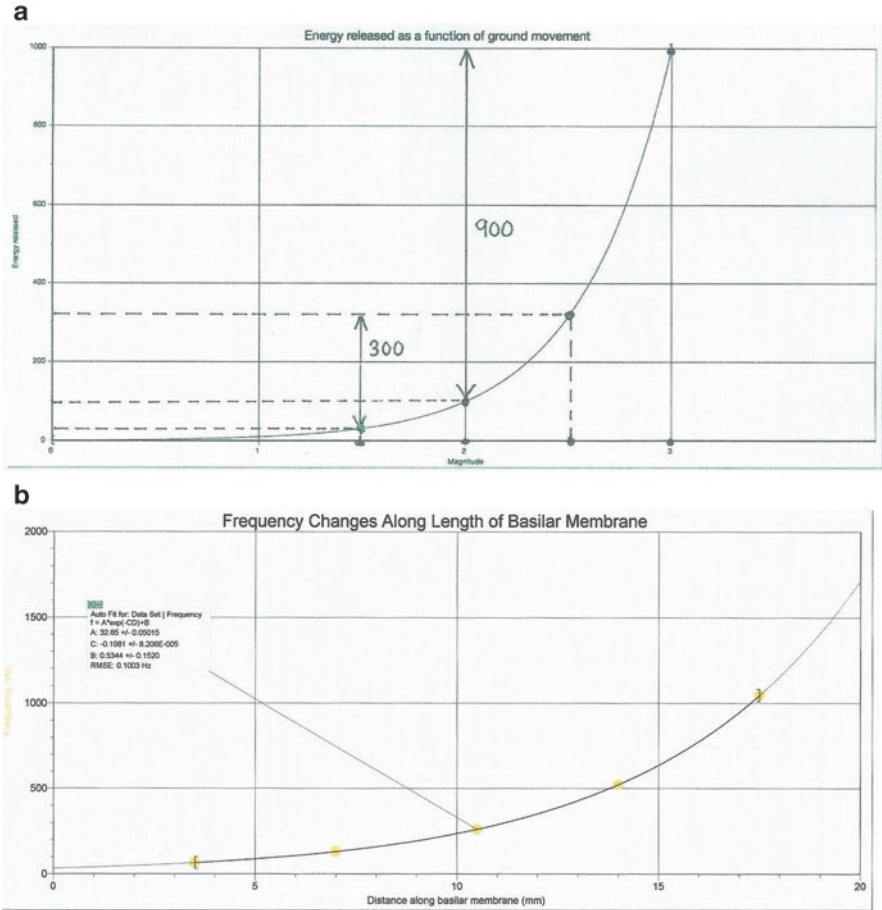 a
Energy released as a function of ground movement
1000
800
600
400
200
0
Energy released
900
300
0
1
2
3
Magnitude
b
Frequency Changes Along Length of Basilar Membrane
2000
1500
1000
500
0
Frequency (Hz)
Auto Fit for: Data Set | Frequency
f = A*exp(-CD)+B
A: 32.65 +/- 0.05015
C: -0.1981 +/- 8.206E-005
B: 0.5344 +/- 0.1520
RMSE: 0.1003 Hz
0
5
10
15
20
Distance along basilar membrane (mm)